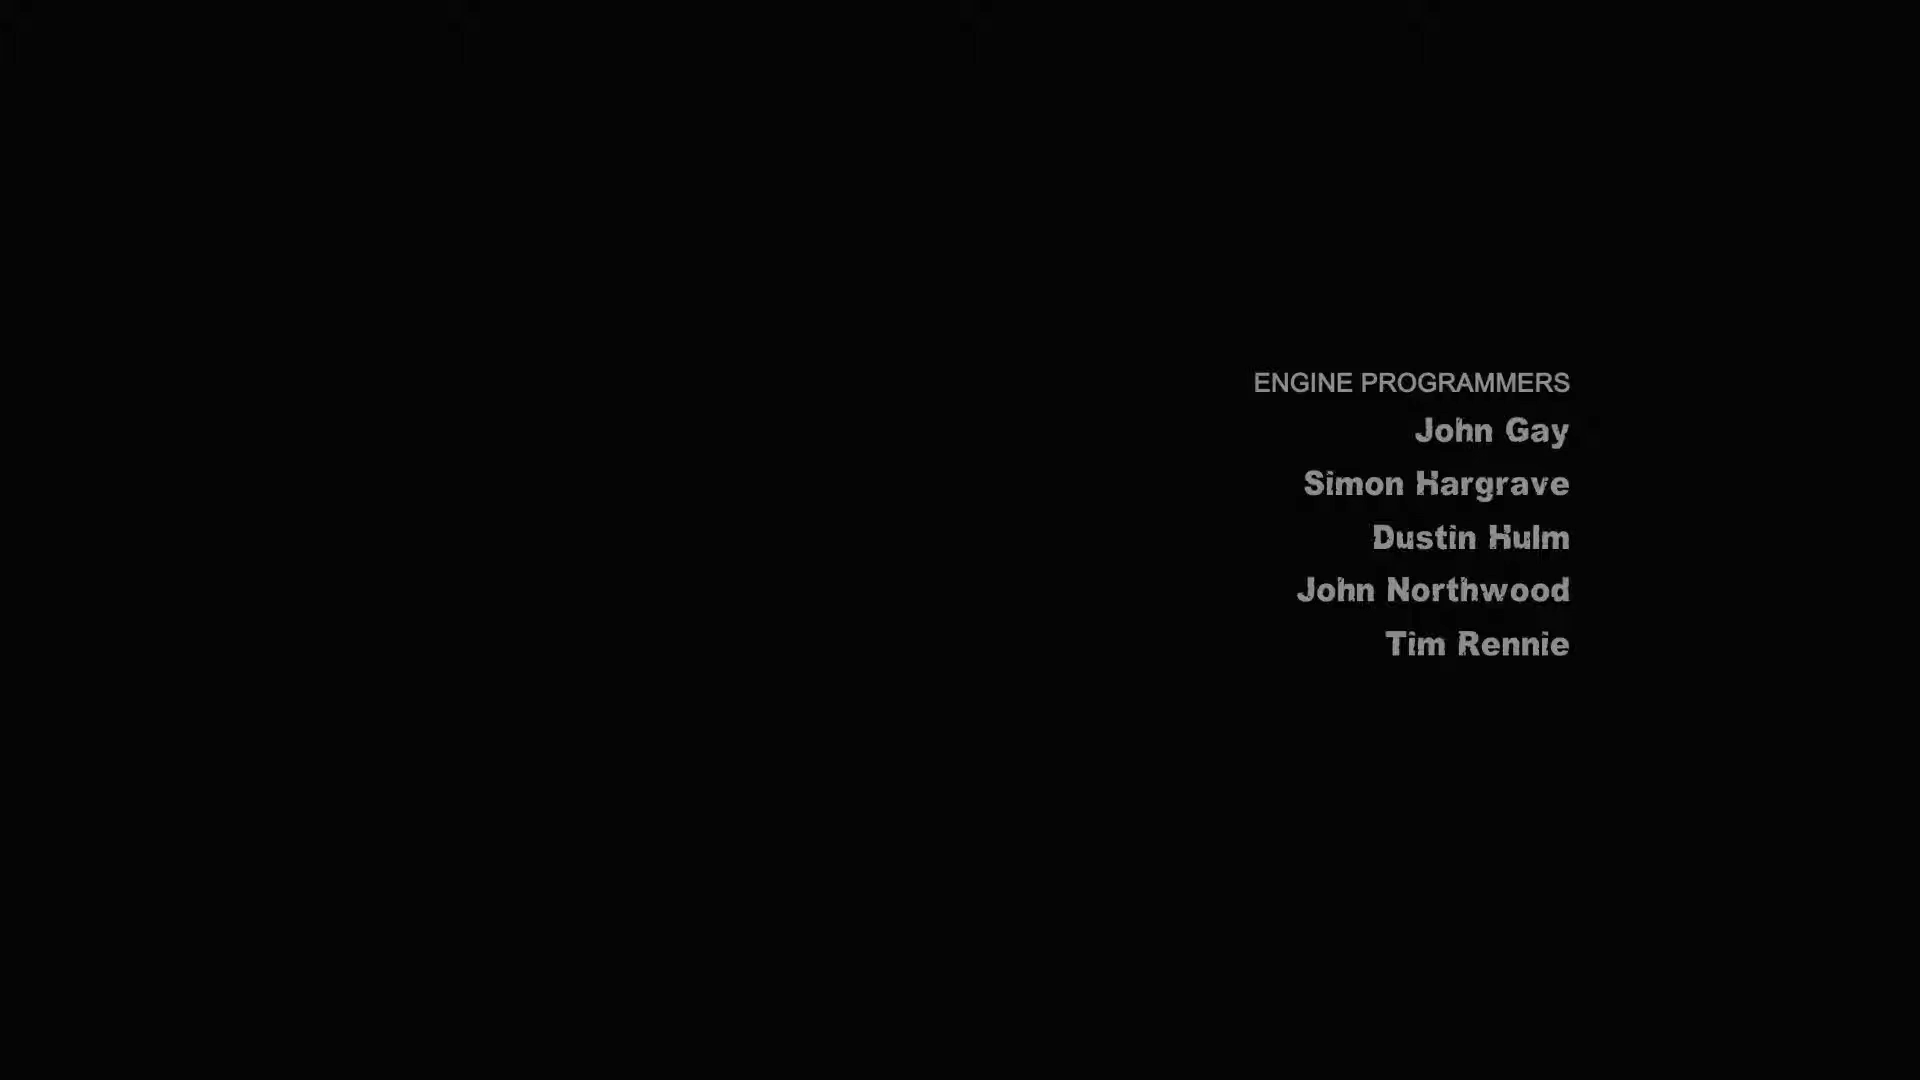 ENGINE PROGRAMMERS
John Gay
Simon Hargrave
Dustin Hulm
John Northwood
Tim Rennie